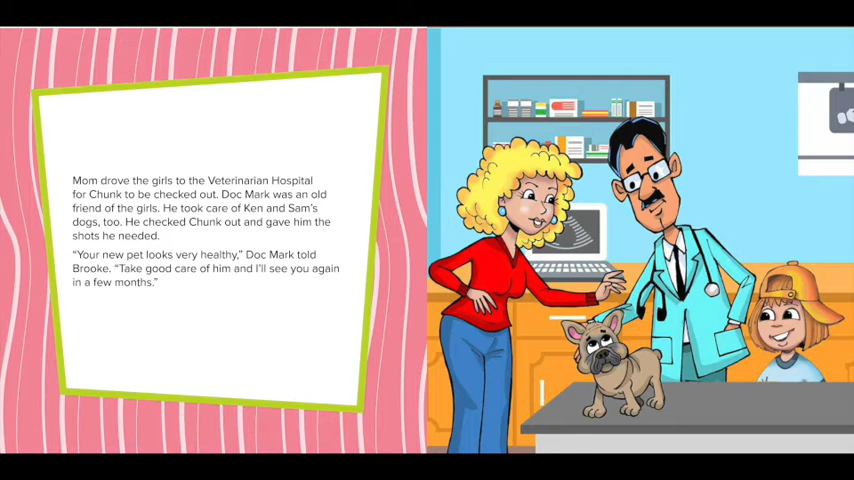 Mom drove the girls to the Veterinarian Hospital
for Chunk to be checked out. Doc Mark was an old
friend of the girls. He took care of Ken and Sam's
dogs, too. He checked Chunk out and gave him the
shots he needed.
"Your new pet looks very healthy," Doc Mark told
Brooke. "Take good care of him and I'll see you again
in a few months."